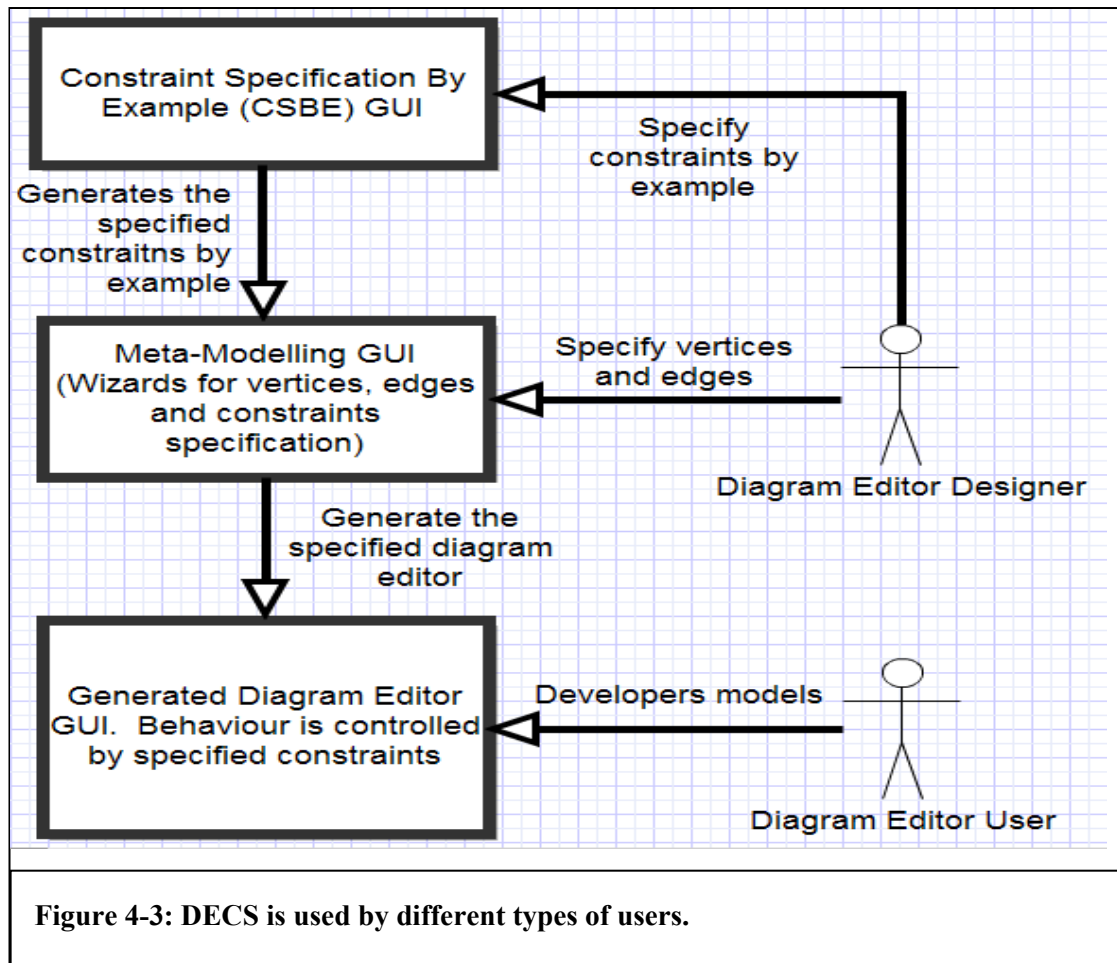 Constraint Specification By
Example (CSBE) GUI
Specify
constraints by
example
Generates the
specified
constraitns by
example
Meta-Modelling GUI
(Wizards for vertices, edges
and constraints
specification)
Specify vertices
and edges
Diagram Editor Designer
Generate the
specified diagram
editor
Generated Diagram Editor
GUI. Behaviour is controlled
by specified constraints
Developers models
Diagram Editor User
Figure 4-3: DECS is used by different types of users.